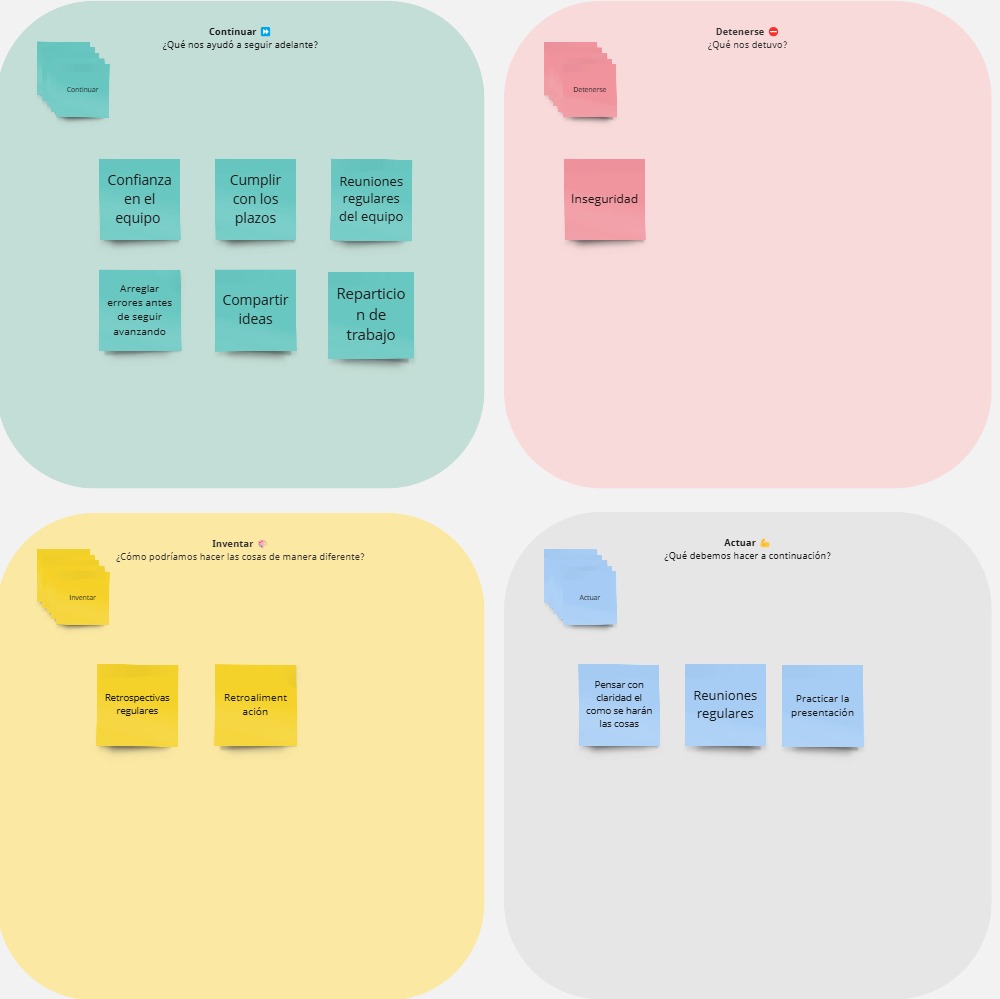 Continuar ⏩
¿Qué nos ayudó a seguir adelante?
Continuar
Confianza
en el
equipo
Cumplir
con los
plazos
Reuniones
regulares
del equipo
Arreglar
errores antes
de seguir
avanzando
Compartir
ideas
Reparticio
n de
trabajo
Detenerse ⛔
¿Qué nos detuvo?
Detenerse
Inseguridad
Inventar 🧠
¿Cómo podríamos hacer las cosas de manera diferente?
Inventar
Retrospectivas
regulares
Retroaliment
ación
Actuar 💪
¿Qué debemos hacer a continuación?
Actuar
Pensar con
claridad el
como se harán
las cosas
Reuniones
regulares
Practicar la
presentación